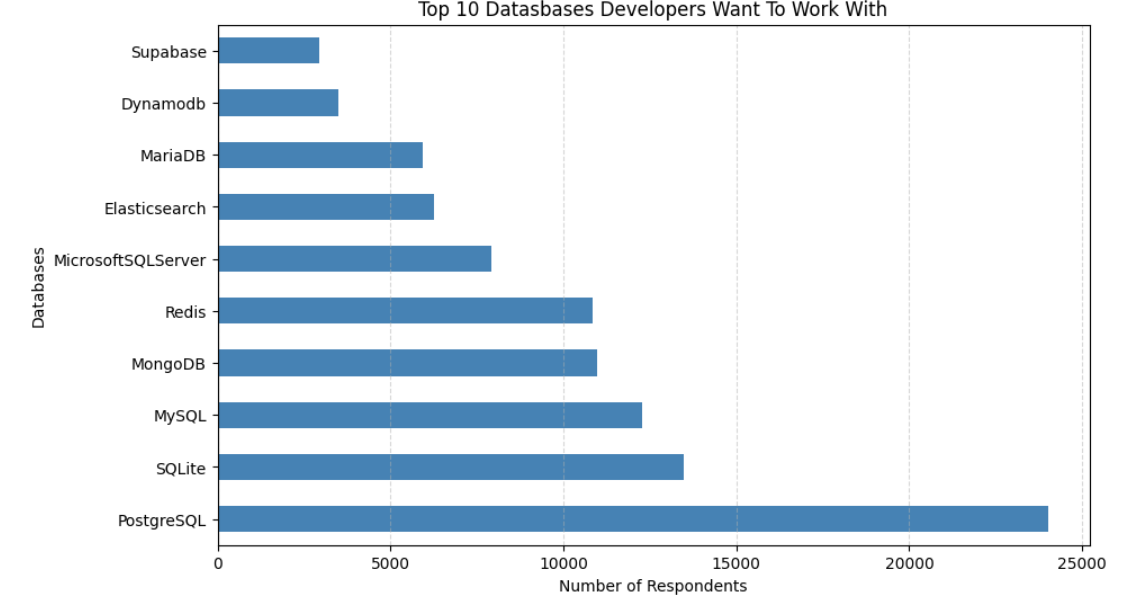 Top 10 Datasbases Developers Want To Work With
Supabase
Dynamodb
MariaDB
Elasticsearch
MicrosoftSQLServer
Redis
MongoDB
MySQL
SQLite
PostgreSQL
Databases
0 5000 10000 15000 20000 25000
Number of Respondents